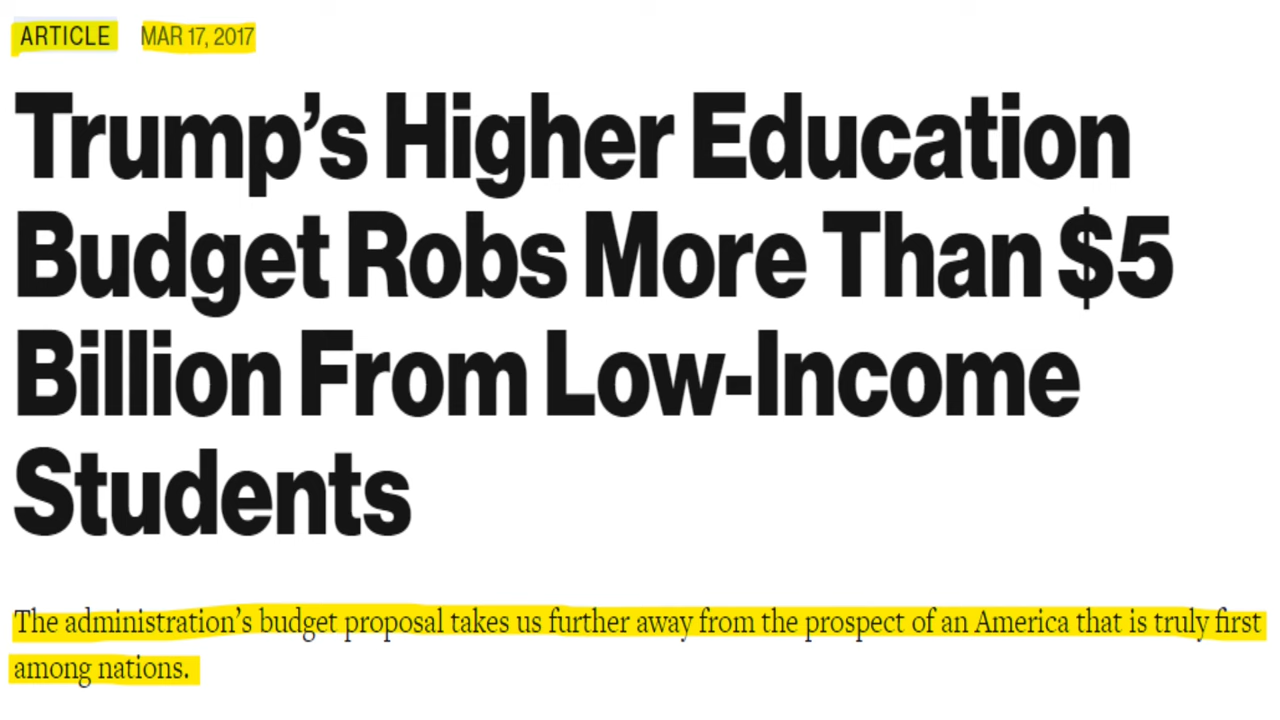 ARTICLE MAR 17, 2017
Trump’s Higher Education
Budget Robs More Than $5
Billion From Low-Income
Students
The administration’s budget proposal takes us further away from the prospect of an America that is truly first
among nations.